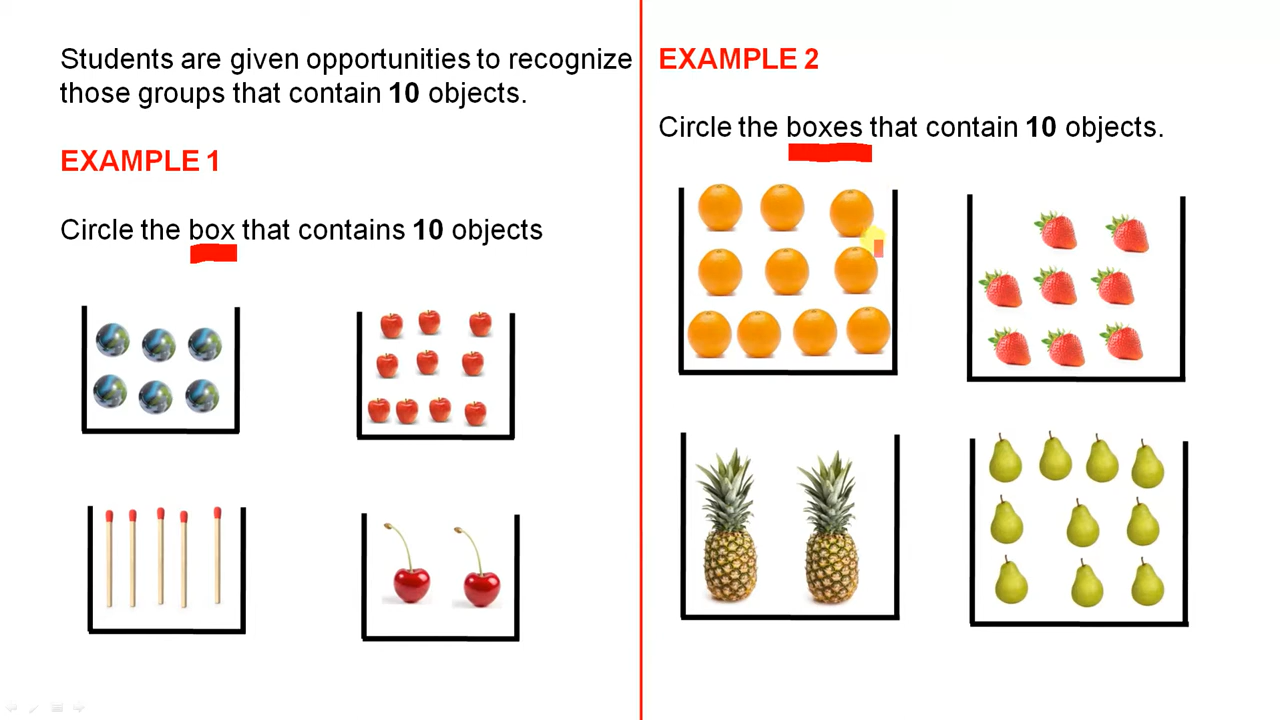 Students are given opportunities to recognize
those groups that contain 10 objects.
EXAMPLE 1
Circle the box that contains 10 objects
EXAMPLE 2
Circle the boxes that contain 10 objects.